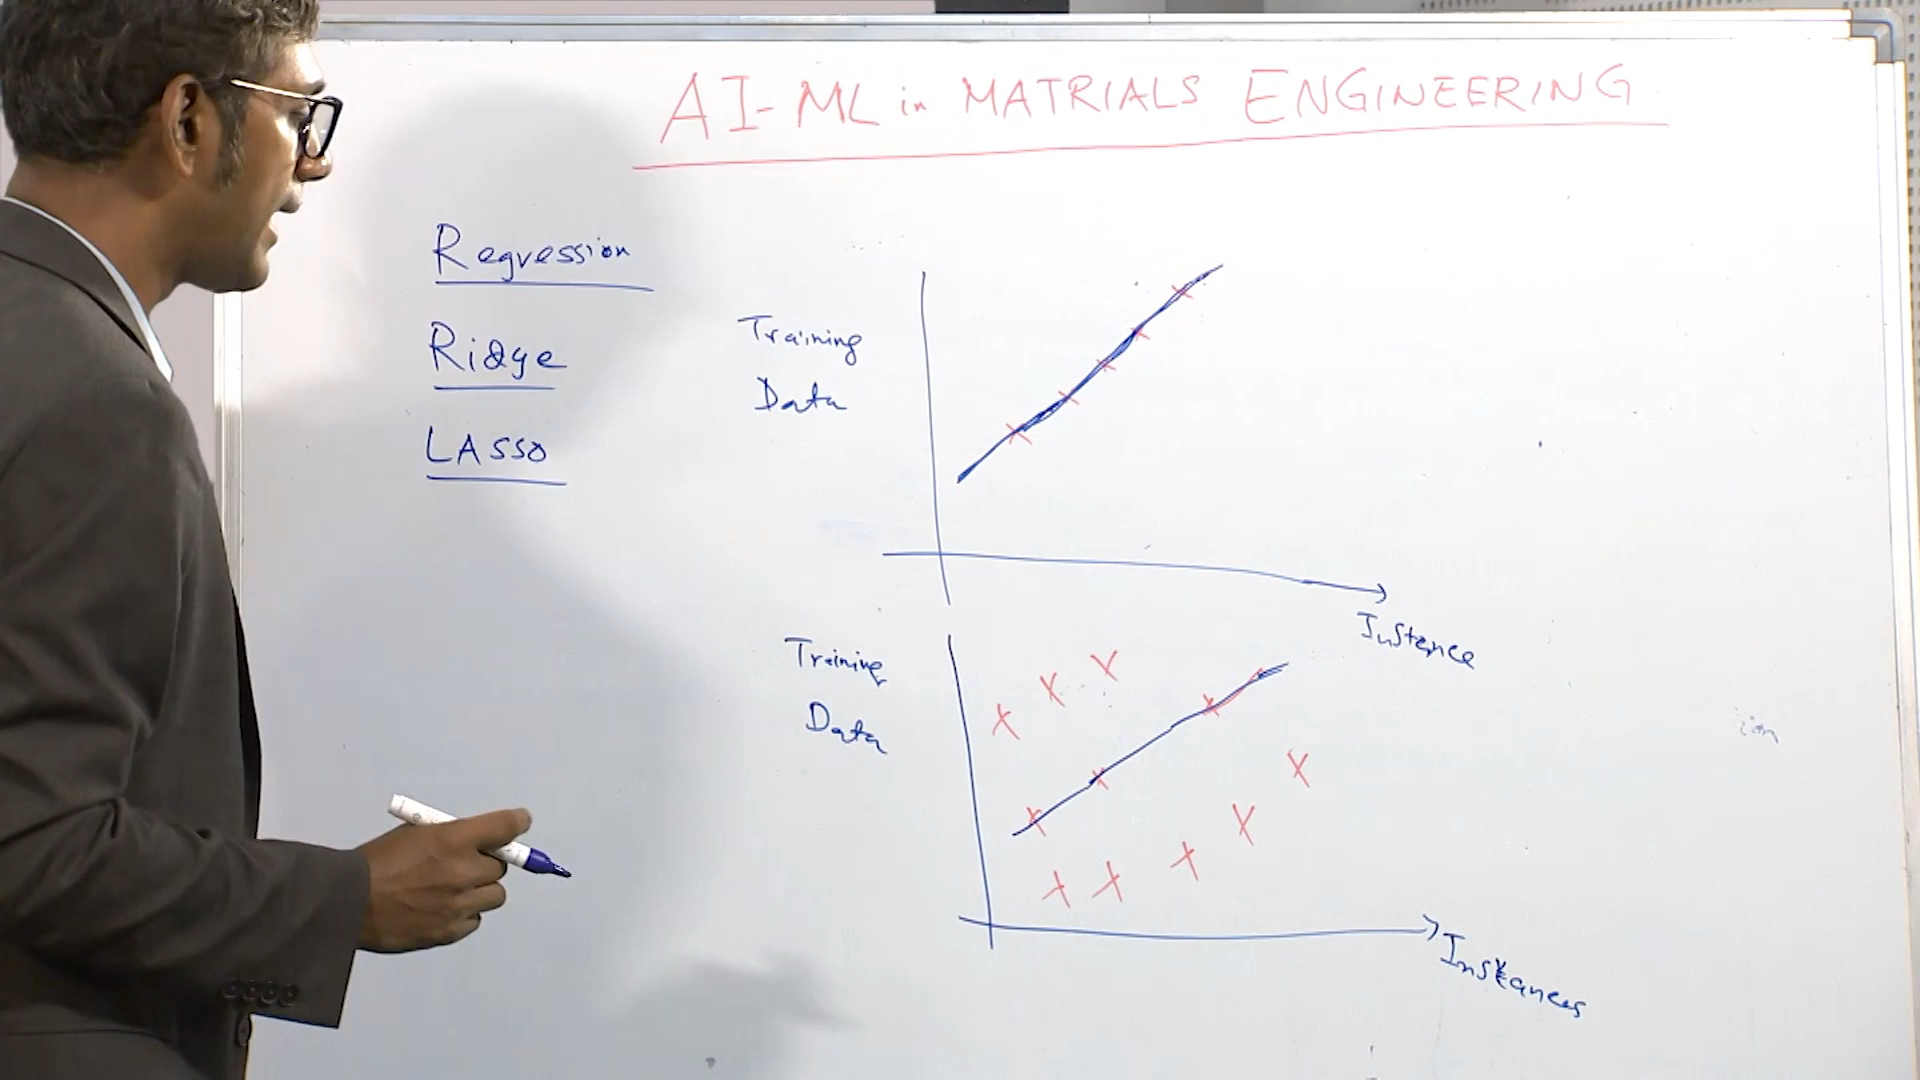 AI-ML in MATRIALS ENGINEERING
Regression
Ridge
LASSO
Training
Data
Instence
Training
Data
Instances